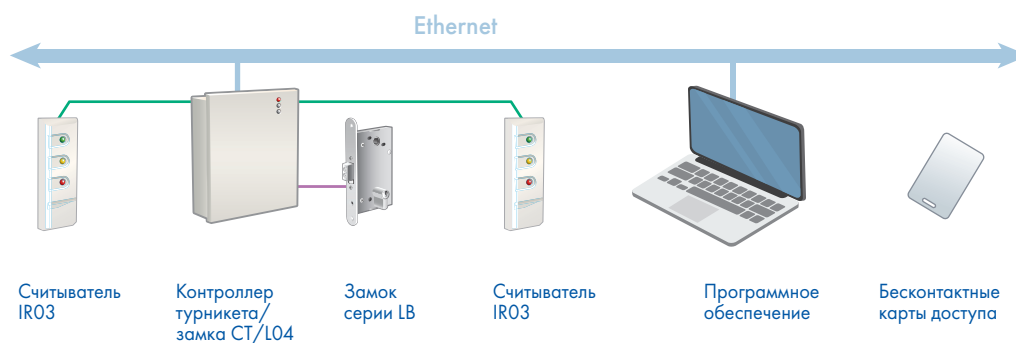 Ethernet
Считыватель
IR03
Контроллер
турникета/
замка CT/L04
Замок
серии LB
Считыватель
IR03
Программное
обеспечение
Бесконтактные
карты доступа